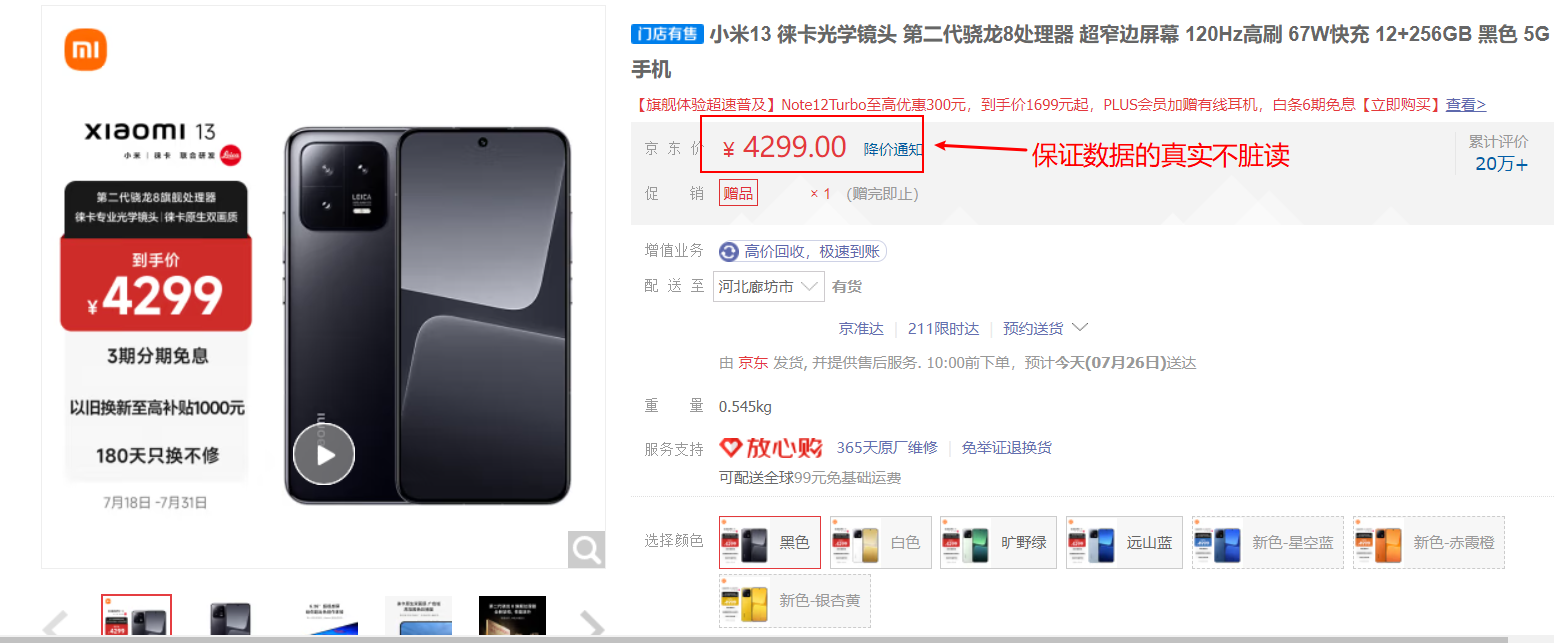 XIAOMI 13
小米 | 徕卡 联合研发
第二代骁龙8旗舰处理器
徕卡专业光学镜头 | 徕卡原生双画质
到手价
¥4299
3期分期免息
以旧换新至高补贴1000元
180天只换不修
7月18日 -7月31日
LEICA
xiaomi
门店有售 小米13 徕卡光学镜头 第二代骁龙8处理器 超窄边屏幕 120Hz高刷 67W快充 12+256GB 黑色 5G
手机
【旗舰体验超速普及】Note12Turbo至高优惠300元，到手价1699元起，PLUS会员加赠有线耳机，白条6期免息【立即购买】查看>
京 东 价 ¥ 4299.00 降价通知
保证数据的真实不脏读
累计评价
20万+
促 销 赠品 × 1 （赠完即止）
增值业务 高价回收，极速到账
配 送 至 河北廊坊市 有货
京准达 | 211限时达 | 预约送货
由 京东 发货, 并提供售后服务. 10:00前下单，预计今天(07月26日)送达
重 量 0.545kg
服务支持 放心购 365天原厂维修 | 免举证退换货
可配送全球99元免基础运费
选择颜色 黑色 白色 旷野绿 远山蓝 新色-星空蓝 新色-赤霞橙
新色-银杏黄